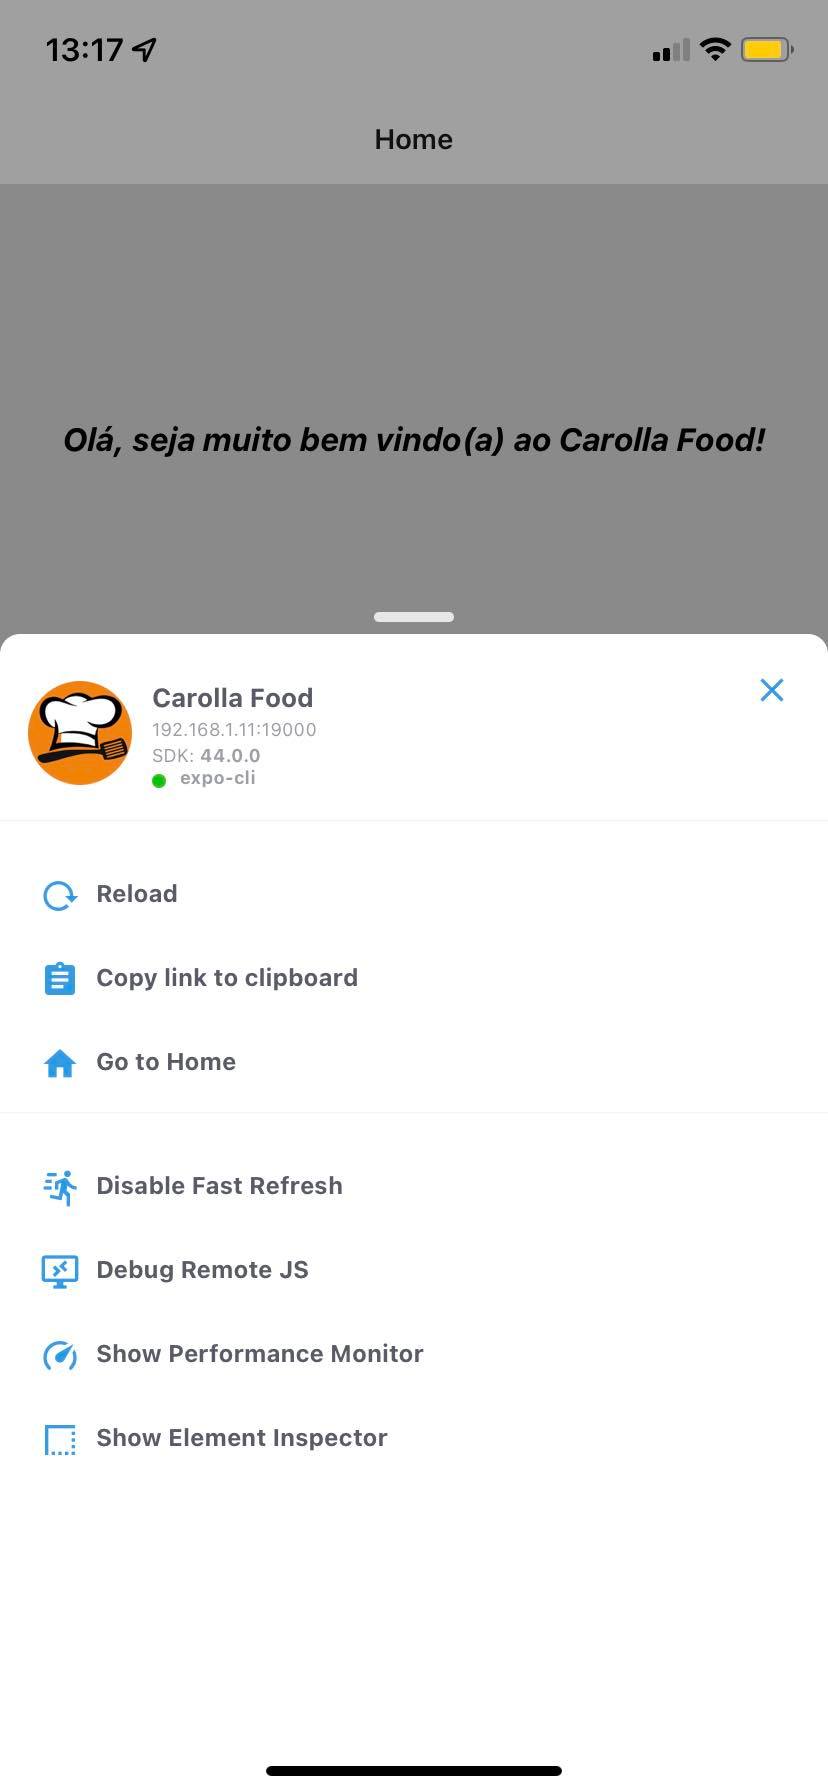 13:17
Home
Olá, seja muito bem vindo(a) ao Carolla Food!
Carolla Food
192.168.1.11:19000
SDK: 44.0.0
expo-cli
Reload
Copy link to clipboard
Go to Home
Disable Fast Refresh
Debug Remote JS
Show Performance Monitor
Show Element Inspector